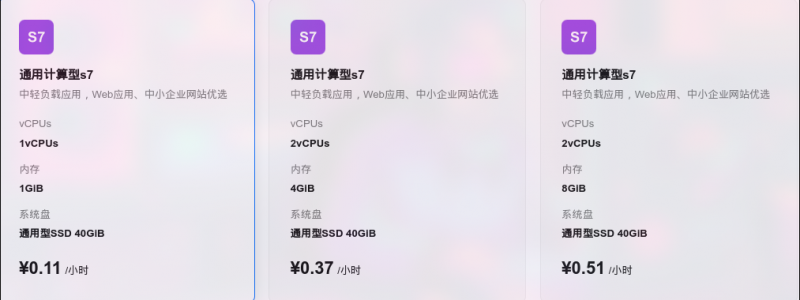 S7
通用计算型s7
中轻负载应用，Web应用、中小企业网站优选
vCPUs
1vCPUs
内存
1GiB
系统盘
通用型SSD 40GiB
¥0.11 /小时
S7
通用计算型s7
中轻负载应用，Web应用、中小企业网站优选
vCPUs
2vCPUs
内存
4GiB
系统盘
通用型SSD 40GiB
¥0.37 /小时
S7
通用计算型s7
中轻负载应用，Web应用、中小企业网站优选
vCPUs
2vCPUs
内存
8GiB
系统盘
通用型SSD 40GiB
¥0.51 /小时